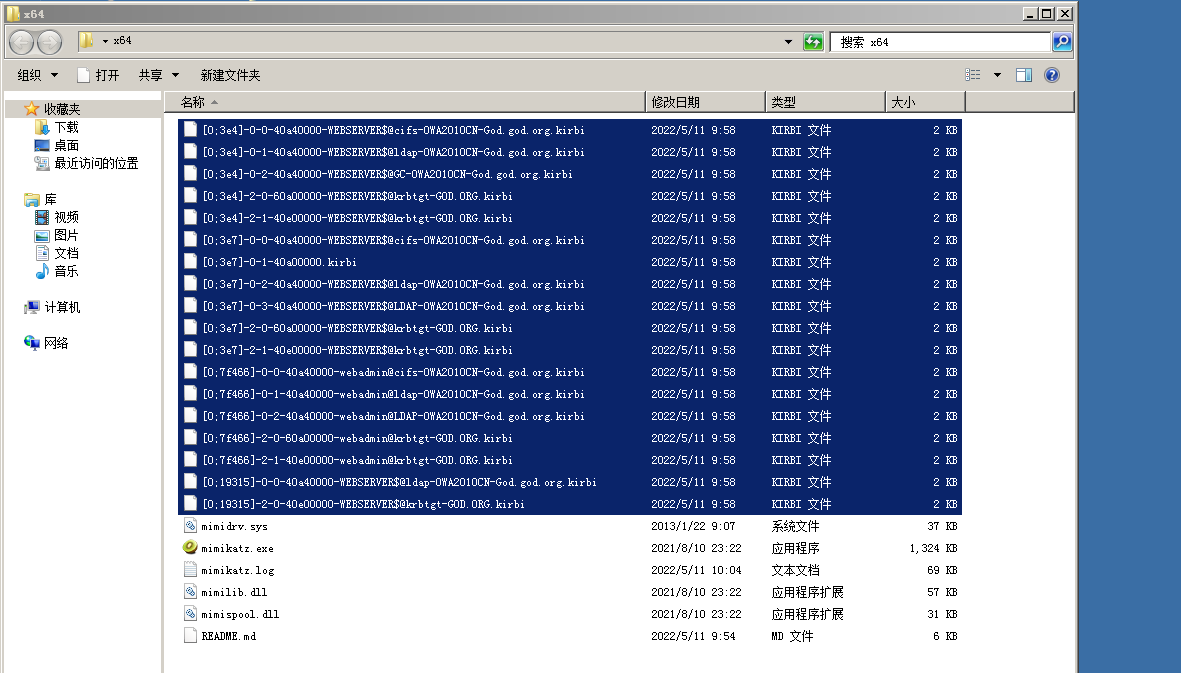 x64
x64
搜索 x64
组织 打开 共享 新建文件夹
名称 修改日期 类型 大小
收藏夹
下载
桌面
最近访问的位置
库
视频
图片
文档
音乐
计算机
网络
[0;3e4]-0-0-40a40000-WEBSERVER$@cifs-OWA2010CN-God.god.org.kirbi 2022/5/11 9:58 KIRBI 文件 2 KB
[0;3e4]-0-1-40a40000-WEBSERVER$@ldap-OWA2010CN-God.god.org.kirbi 2022/5/11 9:58 KIRBI 文件 2 KB
[0;3e4]-0-2-40a40000-WEBSERVER$@GC-OWA2010CN-God.god.org.kirbi 2022/5/11 9:58 KIRBI 文件 2 KB
[0;3e4]-2-0-60a00000-WEBSERVER$@krbtgt-GOD.ORG.kirbi 2022/5/11 9:58 KIRBI 文件 2 KB
[0;3e4]-2-1-40e00000-WEBSERVER$@krbtgt-GOD.ORG.kirbi 2022/5/11 9:58 KIRBI 文件 2 KB
[0;3e7]-0-0-40a40000-WEBSERVER$@cifs-OWA2010CN-God.god.org.kirbi 2022/5/11 9:58 KIRBI 文件 2 KB
[0;3e7]-0-1-40a00000.kirbi 2022/5/11 9:58 KIRBI 文件 2 KB
[0;3e7]-0-2-40a40000-WEBSERVER$@ldap-OWA2010CN-God.god.org.kirbi 2022/5/11 9:58 KIRBI 文件 2 KB
[0;3e7]-0-3-40a40000-WEBSERVER$@LDAP-OWA2010CN-God.god.org.kirbi 2022/5/11 9:58 KIRBI 文件 2 KB
[0;3e7]-2-0-60a00000-WEBSERVER$@krbtgt-GOD.ORG.kirbi 2022/5/11 9:58 KIRBI 文件 2 KB
[0;3e7]-2-1-40e00000-WEBSERVER$@krbtgt-GOD.ORG.kirbi 2022/5/11 9:58 KIRBI 文件 2 KB
[0;7f466]-0-0-40a40000-webadmin@cifs-OWA2010CN-God.god.org.kirbi 2022/5/11 9:58 KIRBI 文件 2 KB
[0;7f466]-0-1-40a40000-webadmin@ldap-OWA2010CN-God.god.org.kirbi 2022/5/11 9:58 KIRBI 文件 2 KB
[0;7f466]-0-2-40a40000-webadmin@LDAP-OWA2010CN-God.god.org.kirbi 2022/5/11 9:58 KIRBI 文件 2 KB
[0;7f466]-2-0-60a00000-webadmin@krbtgt-GOD.ORG.kirbi 2022/5/11 9:58 KIRBI 文件 2 KB
[0;7f466]-2-1-40e00000-webadmin@krbtgt-GOD.ORG.kirbi 2022/5/11 9:58 KIRBI 文件 2 KB
[0;19315]-0-0-40a40000-WEBSERVER$@ldap-OWA2010CN-God.god.org.kirbi 2022/5/11 9:58 KIRBI 文件 2 KB
[0;19315]-2-0-40e00000-WEBSERVER$@krbtgt-GOD.ORG.kirbi 2022/5/11 9:58 KIRBI 文件 2 KB
mimidrv.sys 2013/1/22 9:07 系统文件 37 KB
mimikatz.exe 2021/8/10 23:22 应用程序 1,324 KB
mimikatz.log 2022/5/11 10:04 文本文档 69 KB
mimilib.dll 2021/8/10 23:22 应用程序扩展 57 KB
mimispool.dll 2021/8/10 23:22 应用程序扩展 31 KB
README.md 2022/5/11 9:54 MD 文件 6 KB